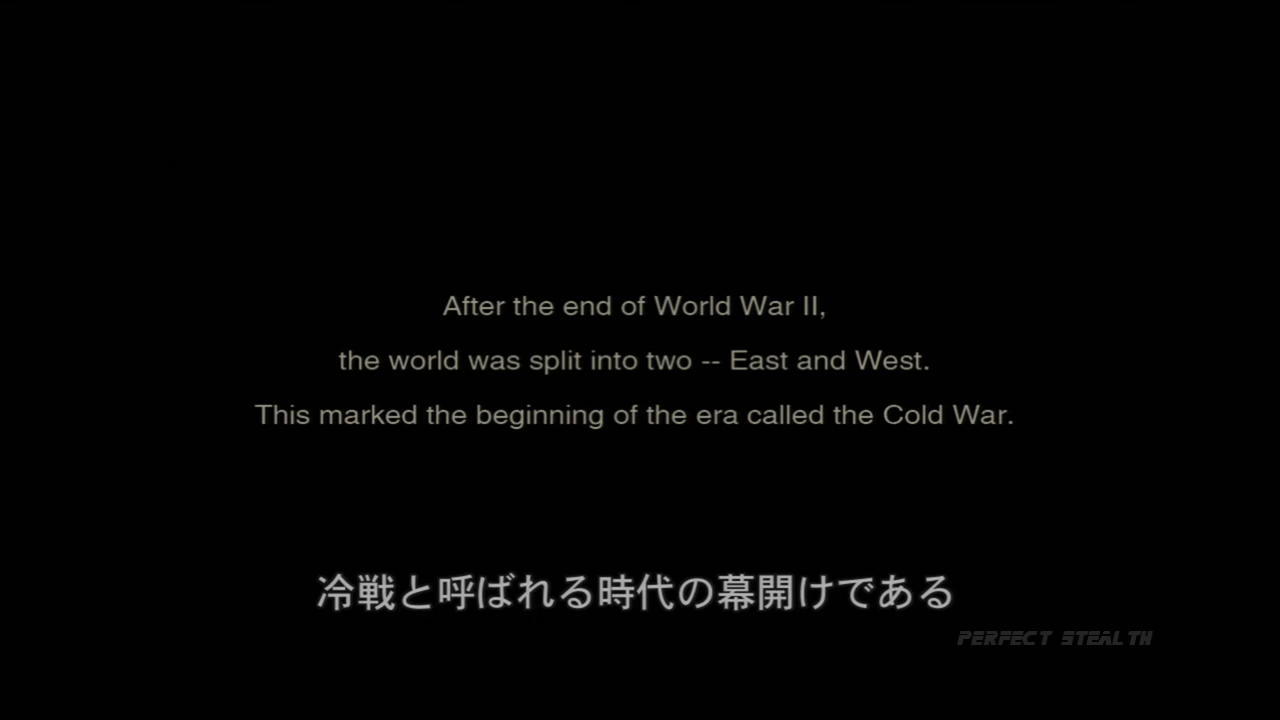 After the end of World War II,
the world was split into two -- East and West.
This marked the beginning of the era called the Cold War.
冷戦と呼ばれる時代の幕開けである
PERFECT STEALTH